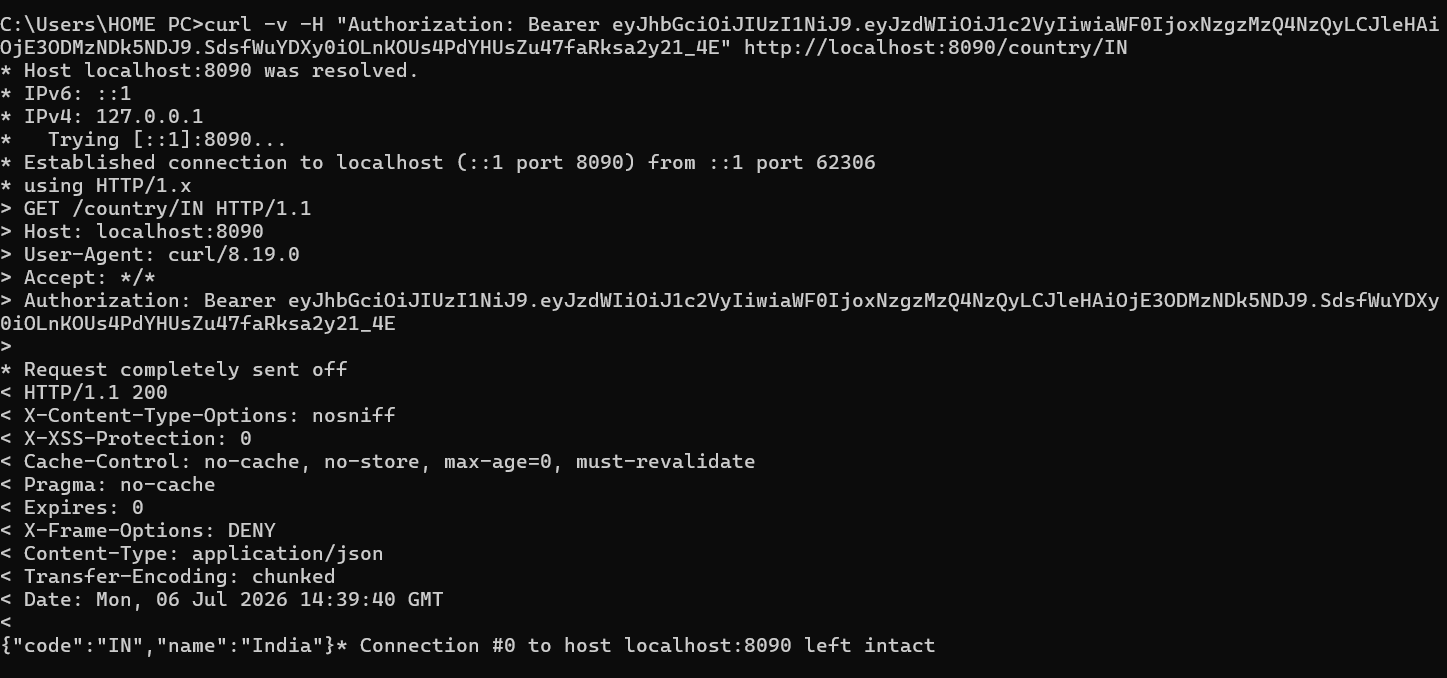 C:\Users\HOME PC>curl -v -H "Authorization: Bearer eyJhbGciOiJIUzI1NiJ9.eyJzdWIiOiJ1c2VyIiwiaWF0IjoxNzgzMzQ4NzQyLCJleHAi
OjE3ODMzNDk5NDJ9.SdsfWuYDXy0iOLnKOUs4PdYHUsZu47faRksa2y21_4E" http://localhost:8090/country/IN
* Host localhost:8090 was resolved.
* IPv6: ::1
* IPv4: 127.0.0.1
*   Trying [::1]:8090...
* Established connection to localhost (::1 port 8090) from ::1 port 62306
* using HTTP/1.x
> GET /country/IN HTTP/1.1
> Host: localhost:8090
> User-Agent: curl/8.19.0
> Accept: */*
> Authorization: Bearer eyJhbGciOiJIUzI1NiJ9.eyJzdWIiOiJ1c2VyIiwiaWF0IjoxNzgzMzQ4NzQyLCJleHAiOjE3ODMzNDk5NDJ9.SdsfWuYDXy
0iOLnKOUs4PdYHUsZu47faRksa2y21_4E
>
* Request completely sent off
< HTTP/1.1 200
< X-Content-Type-Options: nosniff
< X-XSS-Protection: 0
< Cache-Control: no-cache, no-store, max-age=0, must-revalidate
< Pragma: no-cache
< Expires: 0
< X-Frame-Options: DENY
< Content-Type: application/json
< Transfer-Encoding: chunked
< Date: Mon, 06 Jul 2026 14:39:40 GMT
<
{"code":"IN","name":"India"}* Connection #0 to host localhost:8090 left intact